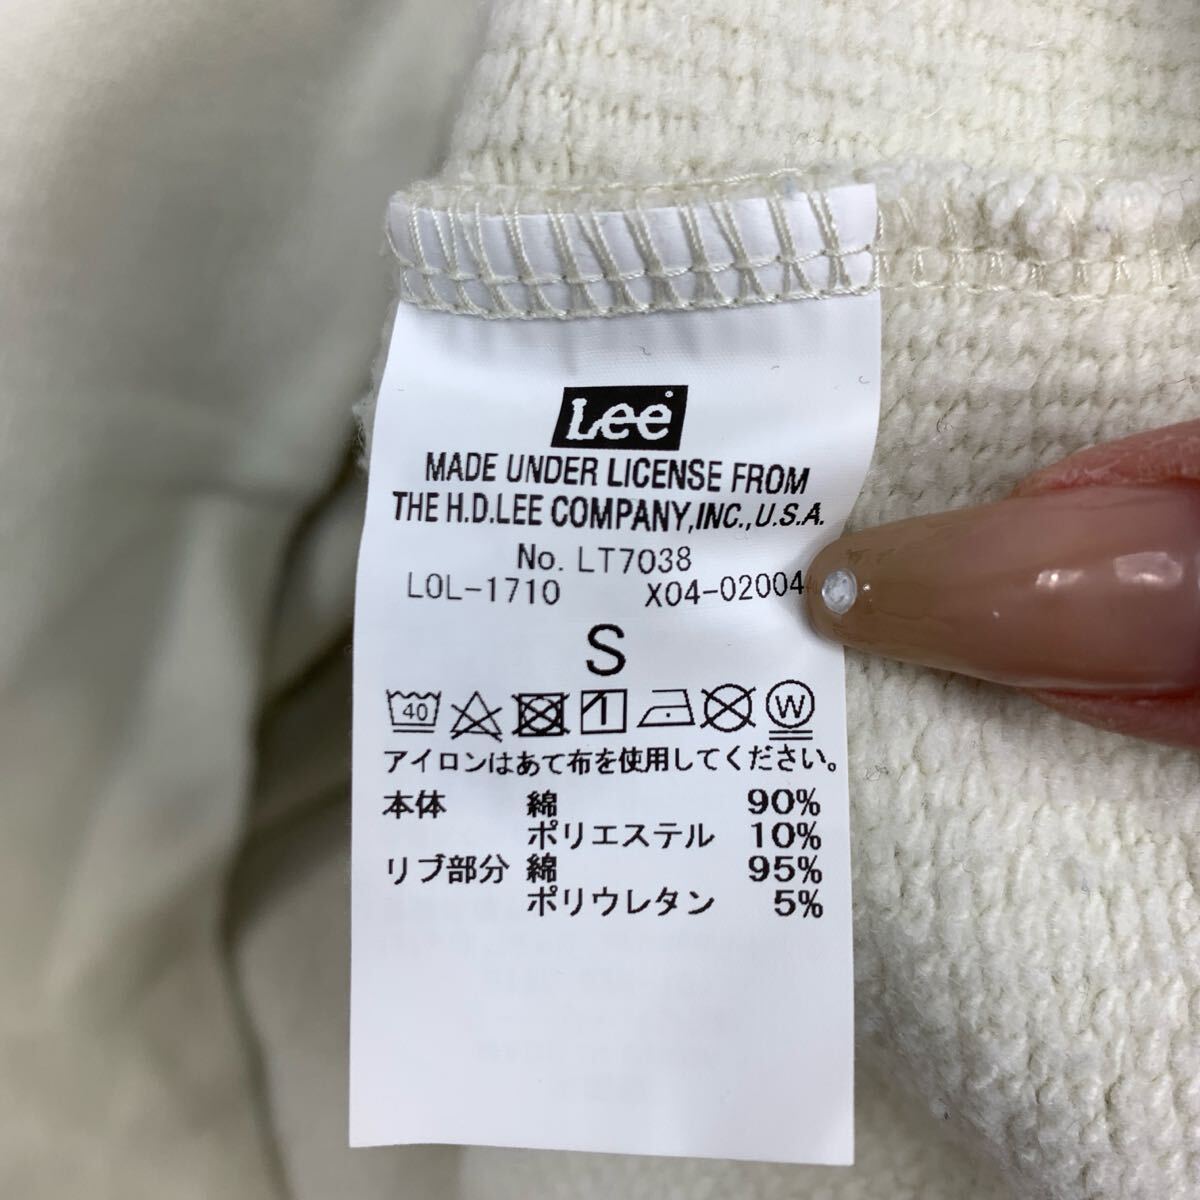 Lee
MADE UNDER LICENSE FROM
THE H.D.LEE COMPANY,INC.,U.S.A.
No. LT7038
LOL-1710 X04-02004
S
40 W
アイロンはあて布を使用してください。
本体 綿 90%
ポリエステル 10%
リブ部分 綿 95%
ポリウレタン 5%